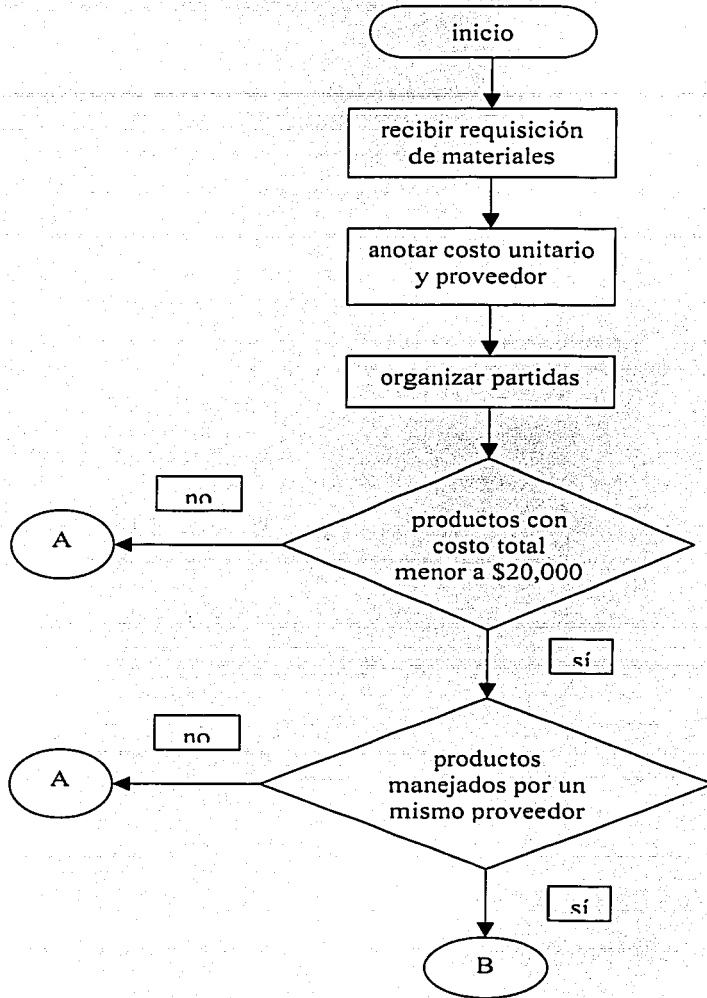 inicio
recibir requisición
de materiales
anotar costo unitario
y proveedor
organizar partidas
no
A
productos con
costo total
menor a $20,000
sí
no
A
productos
manejados por un
mismo proveedor
sí
B